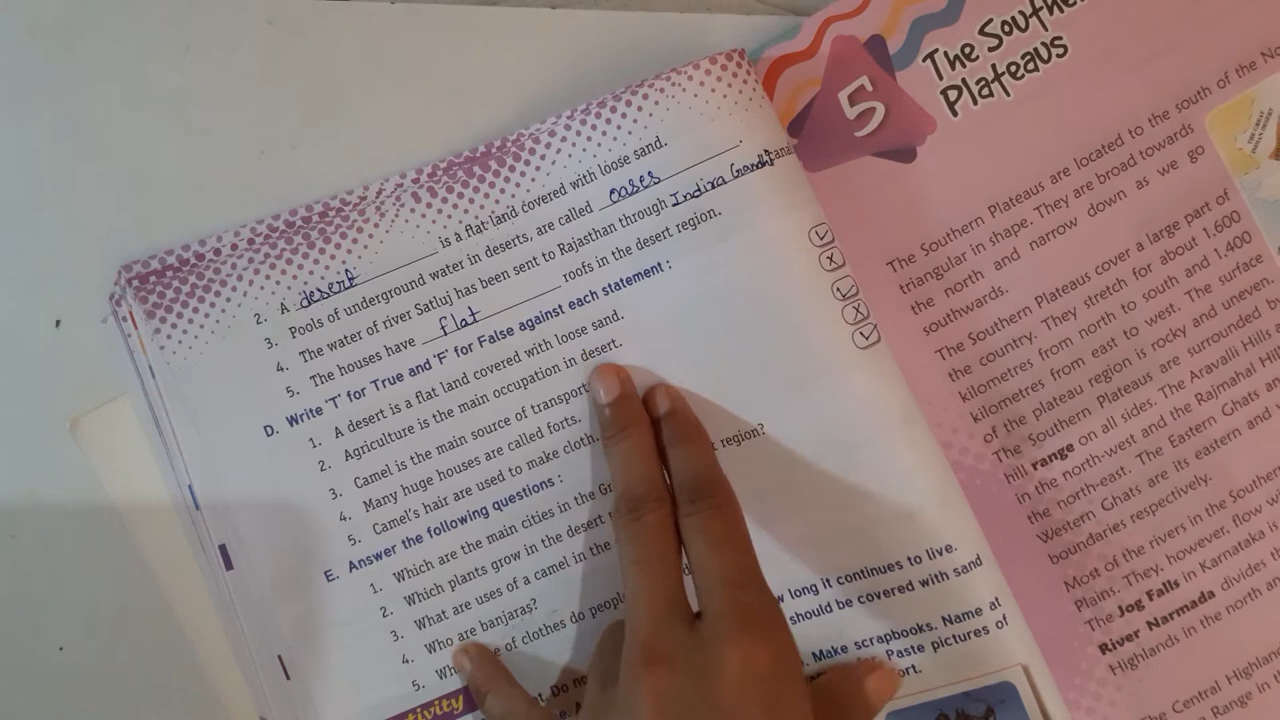 2. A desert is a flat land covered with loose sand.
3. Pools of underground water in deserts, are called oases.
4. The water of river Satluj has been sent to Rajasthan through Indira Gandhi canal
5. The houses have flat roofs in the desert region.
D. Write 'T' for True and 'F' for False against each statement :
1. A desert is a flat land covered with loose sand.
2. Agriculture is the main occupation in desert.
3. Camel is the main source of transport
4. Many huge houses are called forts.
5. Camel's hair are used to make cloth.
E. Answer the following questions :
1. Which are the main cities in the region?
2. Which plants grow in the desert
3. What are uses of a camel in the
4. Who are banjaras?
5. of clothes do
long it continues to live.
should be covered with sand
Make scrapbooks. Name at
Paste pictures of
5
The Southern
Plateaus
The Southern Plateaus are located to the south of the
triangular in shape. They are broad towards
the north and narrow down as we go
southwards.
The Southern Plateaus cover a large part of
the country. They stretch for about 1,600
kilometres from north to south and 1,400
kilometres from east to west. The surface
of the plateau region is rocky and uneven.
The Southern Plateaus are surrounded
hill range on all sides. The Aravalli Hills
in the north-west and the Rajmahal
the north-east. The Eastern Ghats
Western Ghats are its eastern and
boundaries respectively.
Most of the rivers in the
Plains. They, however, flow
The Jog Falls in Karnataka
River Narmada divides
Highlands in the north
The Central
Range in
THE GREAT
INDIAN DESERT